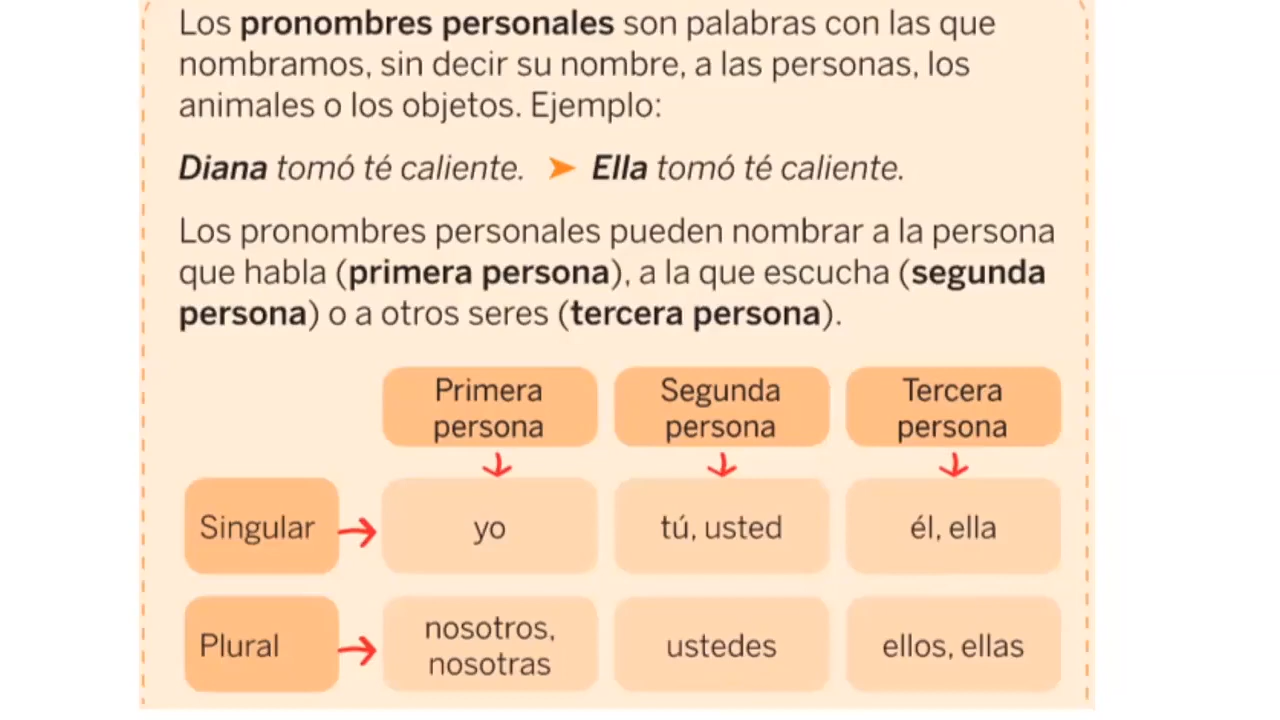 Los pronombres personales son palabras con las que
nombramos, sin decir su nombre, a las personas, los
animales o los objetos. Ejemplo:
Diana tomó té caliente. ➤ Ella tomó té caliente.
Los pronombres personales pueden nombrar a la persona
que habla (primera persona), a la que escucha (segunda
persona) o a otros seres (tercera persona).
Primera persona
Segunda persona
Tercera persona
Singular
yo
tú, usted
él, ella
Plural
nosotros,
nosotras
ustedes
ellos, ellas